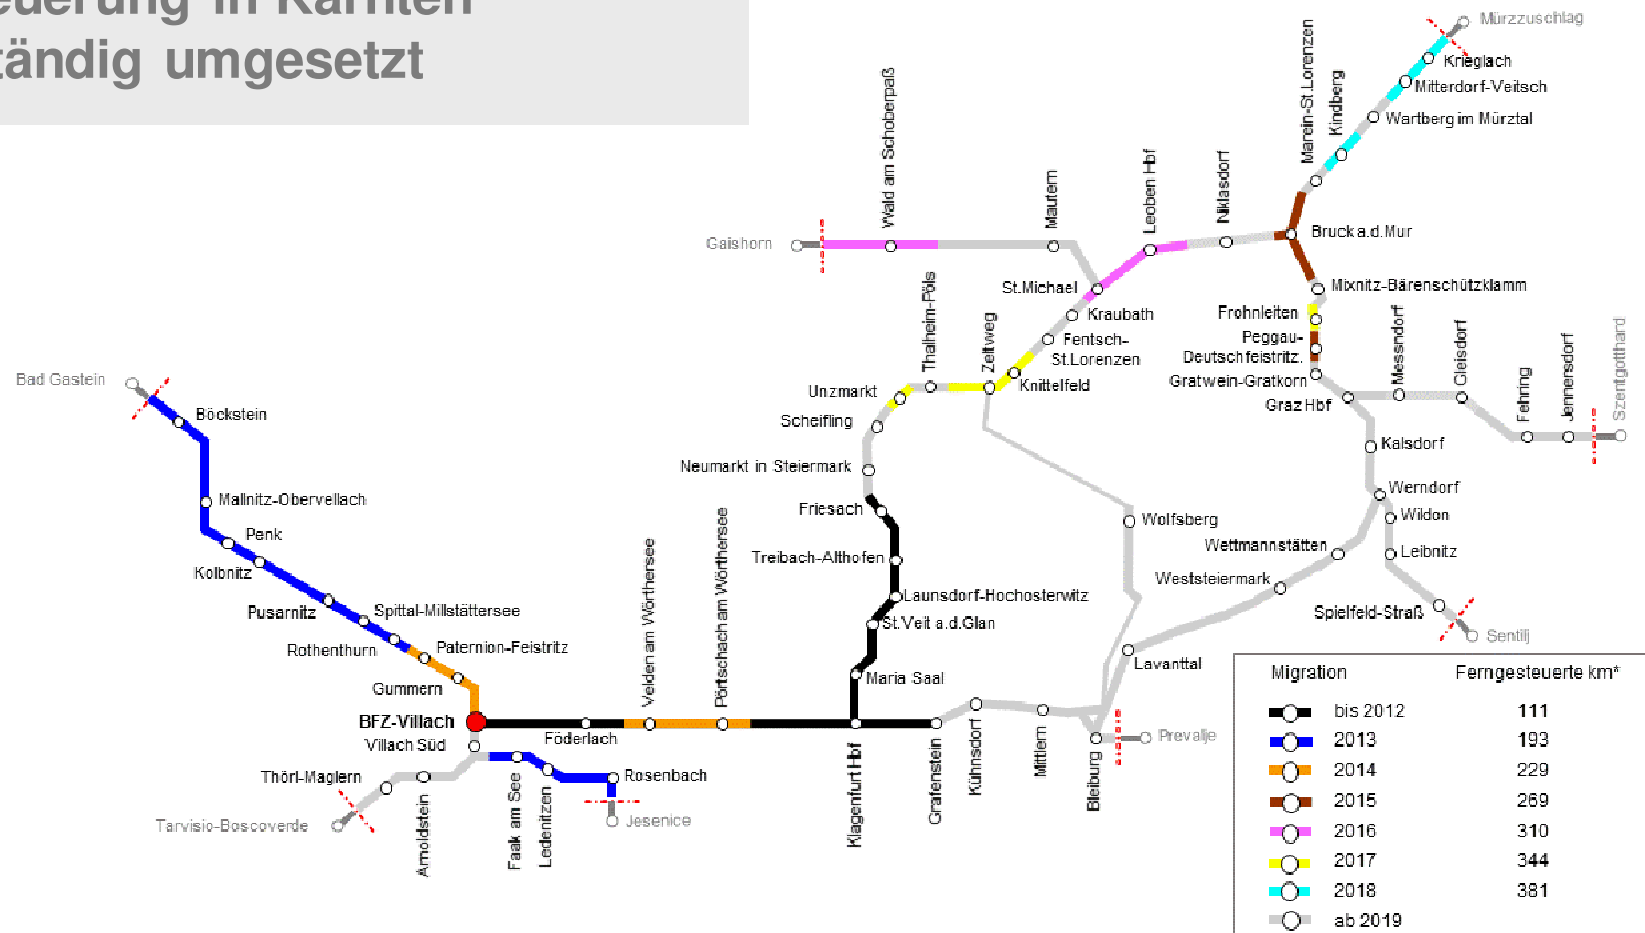 euerung in Kärnten
tändig umgesetzt
Mürzzuschlag
Krieglach
Mitterdorf-Veitsch
Wartberg im Mürztal
Kindberg
Marein-St.Lorenzen
Wald am Schoberpaß
Mautern
Leoben Hbf
Niklasdorf
Bruck a.d.Mur
Gaishorn
St.Michael
Mixnitz-Bärenschützklamm
Kraubath
Frohnleiten
Fentsch-
St.Lorenzen
Peggau-
Deutschfeistritz.
Thalheim-Pöls
Zeltweg
Knittelfeld
Gratwein-Gratkorn
Messndorf
Gleisdorf
Fehring
Jennersdorf
Szentgotthard
Graz Hbf
Bad Gastein
Böckstein
Unzmarkt
Scheifling
Kalsdorf
Neumarkt in Steiermark
Mallnitz-Obervellach
Werndorf
Wildon
Friesach
Wolfsberg
Penk
Wettmannstätten
Leibnitz
Treibach-Althofen
Kolbnitz
Weststeiermark
Launsdorf-Hochosterwitz
Pusarnitz
Spittal-Millstättersee
St.Veit a.d.Glan
Spielfeld-Straß
Sentilj
Rothenthurn
Paternion-Feistritz
Velden am Wörthersee
Pörtschach am Wörthersee
Maria Saal
Lavanttal
Gummern
BFZ-Villach
Föderlach
Villach Süd
Klagenfurt Hbf
Grafenstein
Kühnsdorf
Mittlern
Bleiburg
Prevalje
Thörl-Maglern
Rosenbach
Tarvisio-Boscoverde
Arnoldstein
Faak am See
Ledenitzen
Jesenice
Migration Ferngesteuerte km*
bis 2012 111
2013 193
2014 229
2015 269
2016 310
2017 344
2018 381
ab 2019